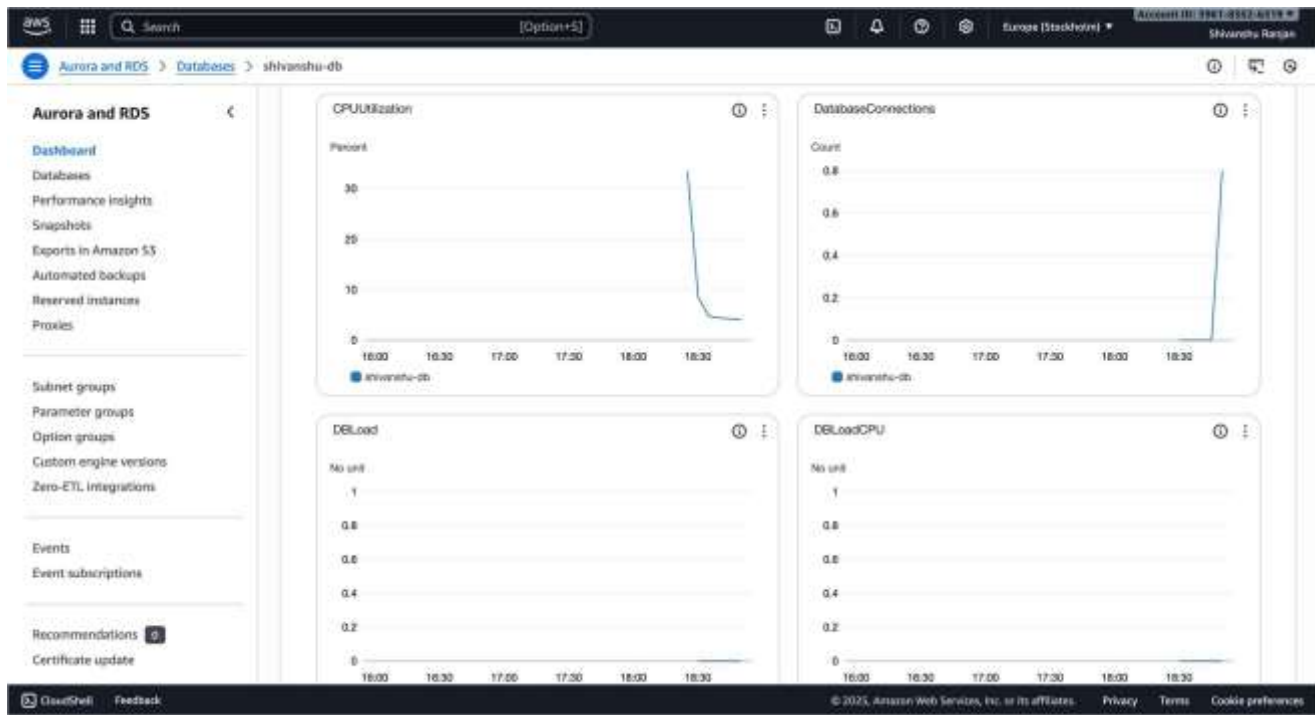 aws
Search [Option+S]
Europe (Stockholm)
Shivanshu Ranjan
Aurora and RDS > Databases > shivanshu-db
Aurora and RDS
Dashboard
Databases
Performance insights
Snapshots
Exports in Amazon S3
Automated backups
Reserved instances
Proxies
Subnet groups
Parameter groups
Option groups
Custom engine versions
Zero-ETL integrations
Events
Event subscriptions
Recommendations 0
Certificate update
CPUUtilization
Percent
30
20
10
0
16:00 16:30 17:00 17:30 18:00 18:30
shivanshu-db
DatabaseConnections
Count
0.8
0.6
0.4
0.2
0
16:00 16:30 17:00 17:30 18:00 18:30
shivanshu-db
DBLoad
No unit
1
0.8
0.6
0.4
0.2
0
16:00 16:30 17:00 17:30 18:00 18:30
DBLoadCPU
No unit
1
0.8
0.6
0.4
0.2
0
16:00 16:30 17:00 17:30 18:00 18:30
CloudShell Feedback
© 2025, Amazon Web Services, Inc. or its affiliates. Privacy Terms Cookie preferences